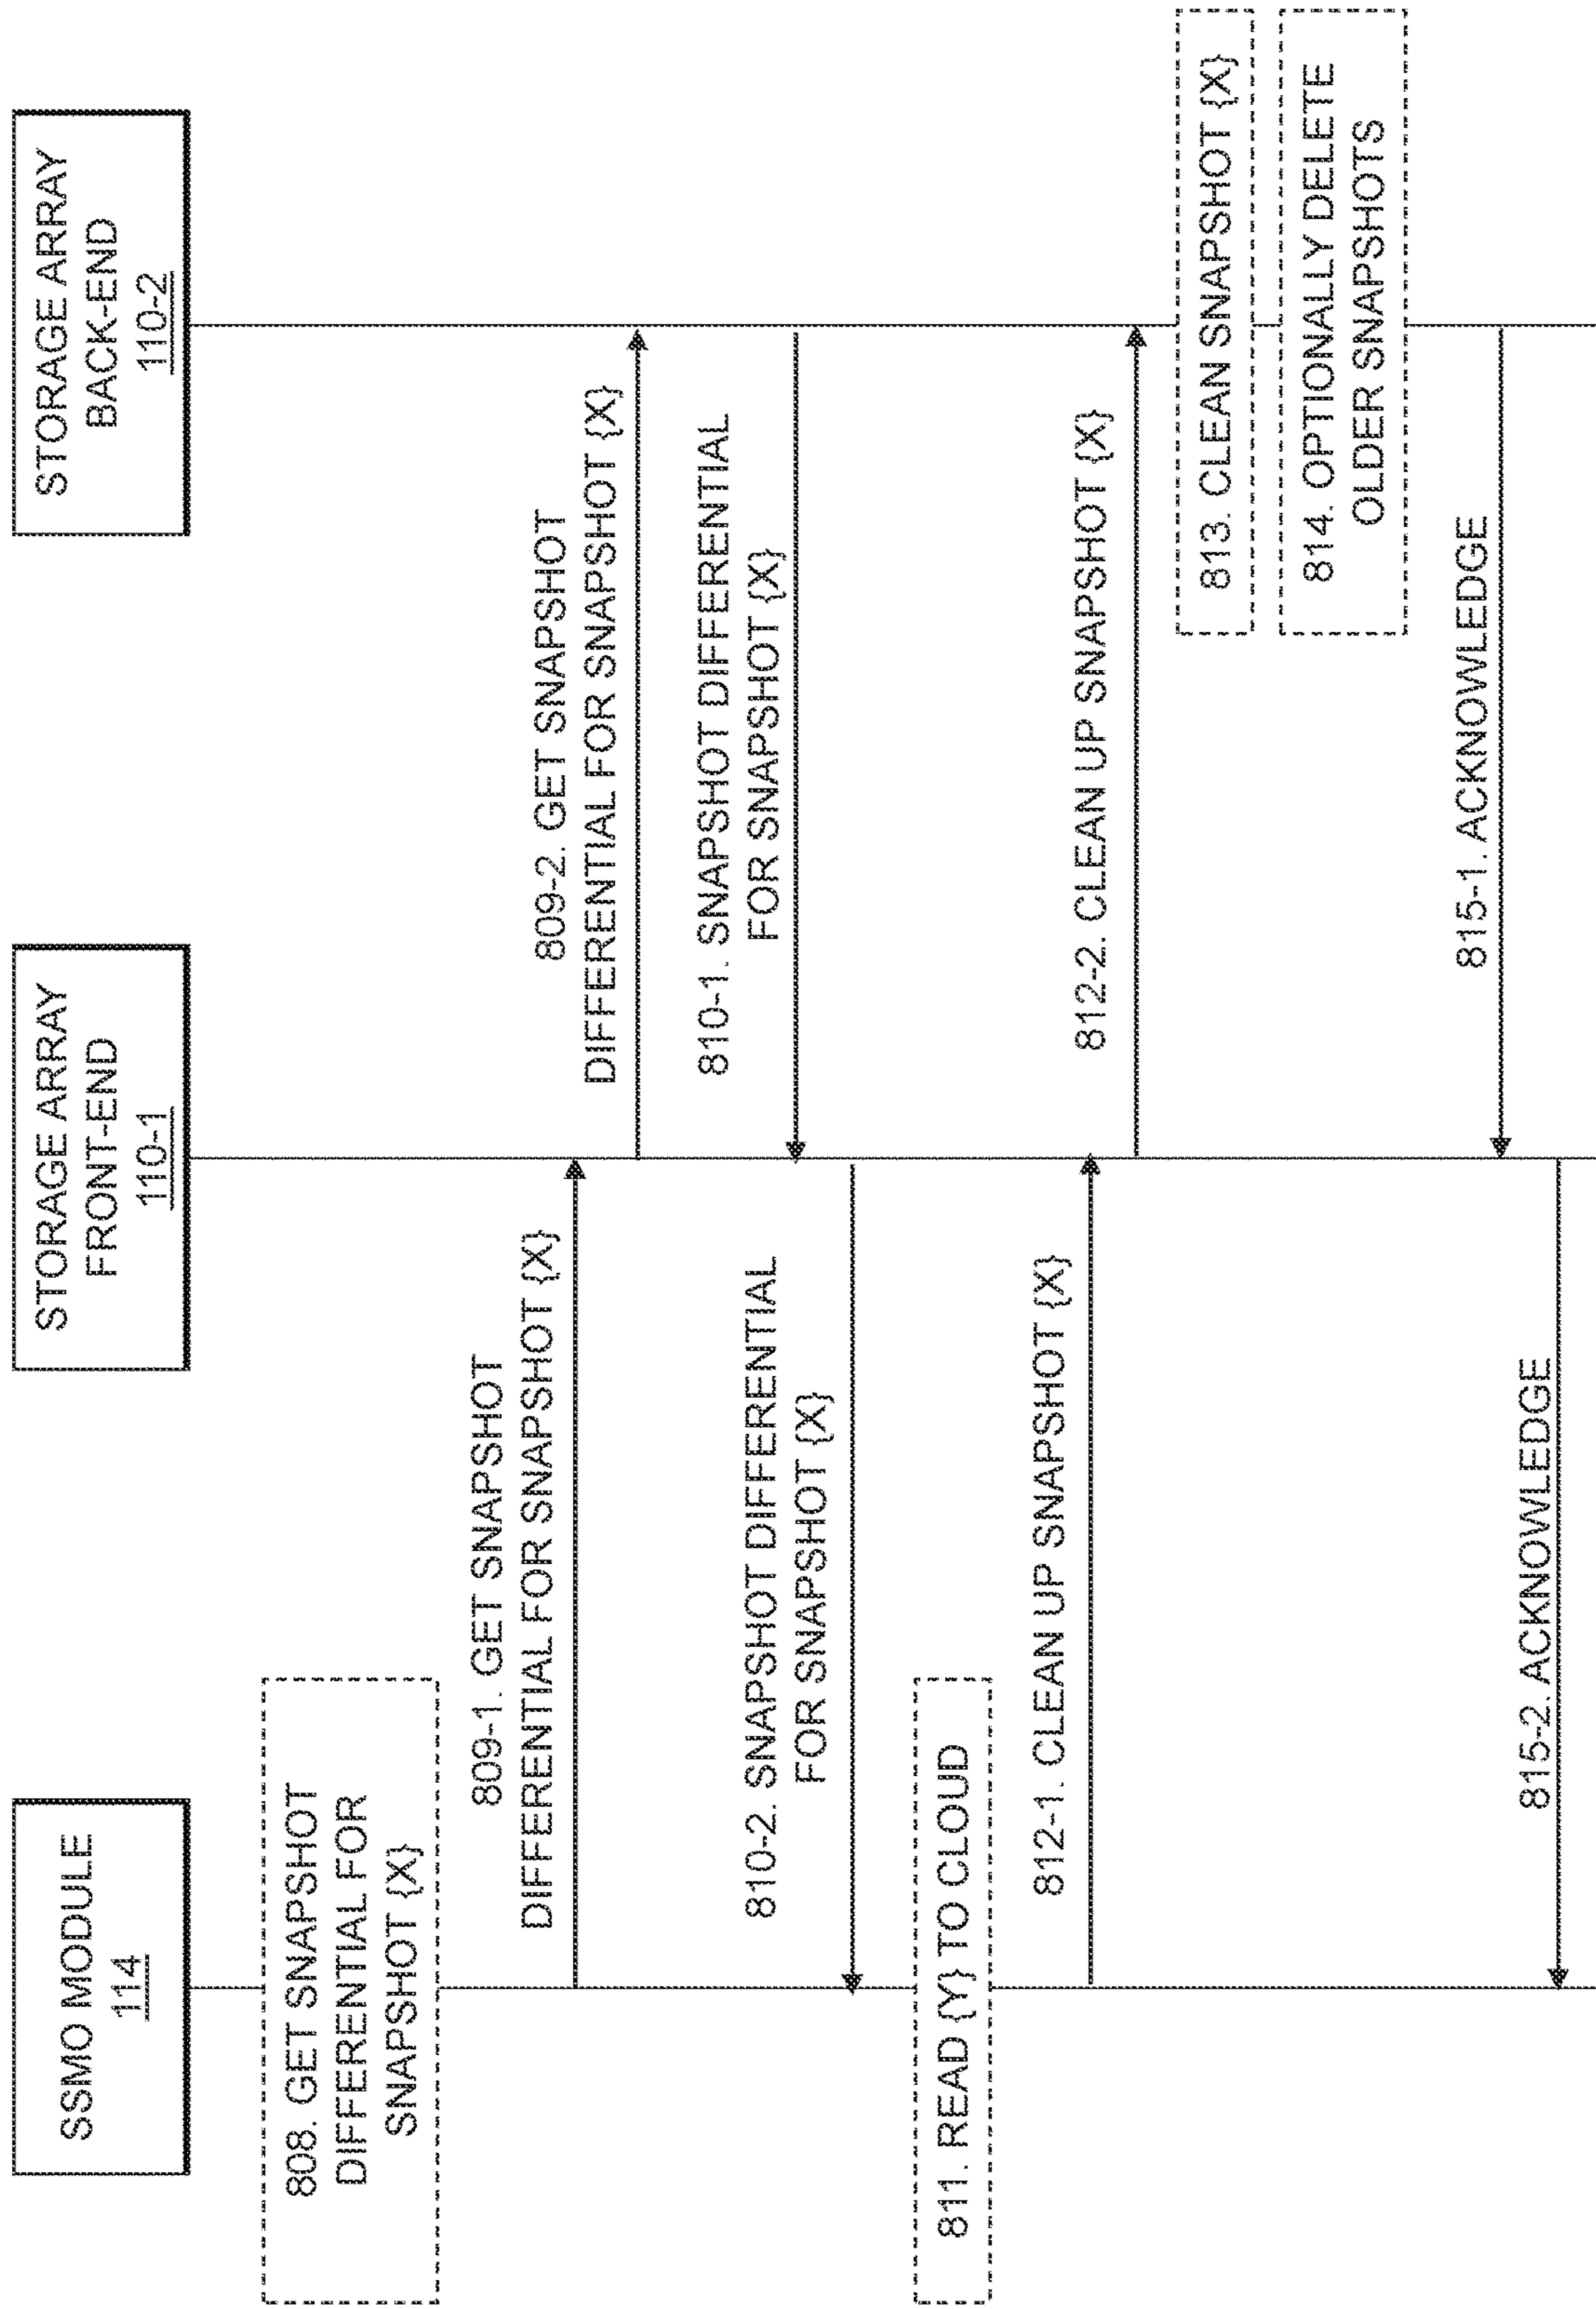 SSMO MODULE
114
STORAGE ARRAY
FRONT-END
110-1
STORAGE ARRAY
BACK-END
110-2
808. GET SNAPSHOT
DIFFERENTIAL FOR
SNAPSHOT {X}
809-1. GET SNAPSHOT
DIFFERENTIAL FOR SNAPSHOT {X}
809-2. GET SNAPSHOT
DIFFERENTIAL FOR SNAPSHOT {X}
810-1. SNAPSHOT DIFFERENTIAL
FOR SNAPSHOT {X}
810-2. SNAPSHOT DIFFERENTIAL
FOR SNAPSHOT {X}
811. READ {Y} TO CLOUD
812-1. CLEAN UP SNAPSHOT {X}
812-2. CLEAN UP SNAPSHOT {X}
813. CLEAN SNAPSHOT {X}
814. OPTIONALLY DELETE
OLDER SNAPSHOTS
815-1. ACKNOWLEDGE
815-2. ACKNOWLEDGE